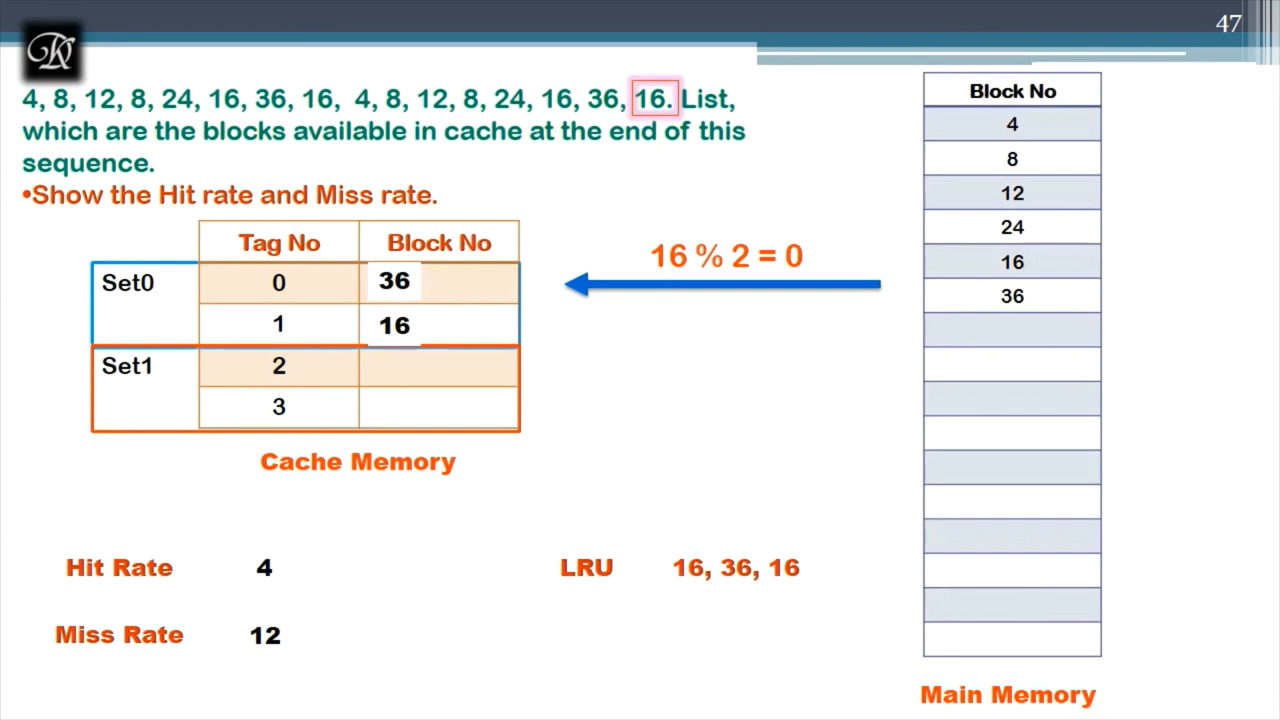 47
4, 8, 12, 8, 24, 16, 36, 16, 4, 8, 12, 8, 24, 16, 36, 16. List,
which are the blocks available in cache at the end of this
sequence.
•Show the Hit rate and Miss rate.
Tag No Block No
Set0 0 36
1 16
Set1 2
3
Cache Memory
16 % 2 = 0
Hit Rate 4
Miss Rate 12
LRU 16, 36, 16
Block No
4
8
12
24
16
36
Main Memory